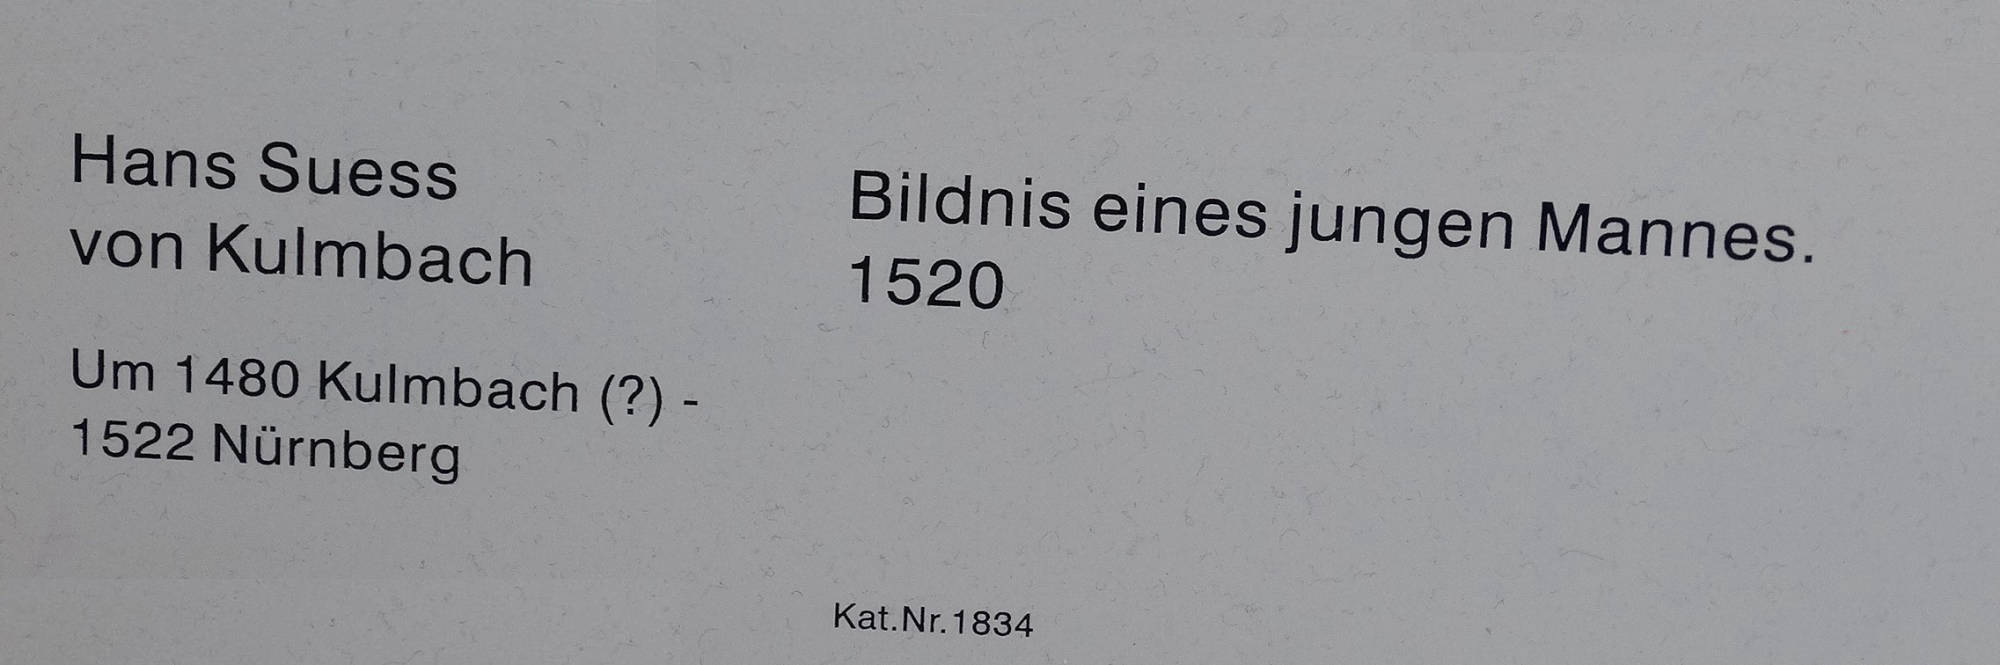 Hans Suess
von Kulmbach
Um 1480 Kulmbach (?) -
1522 Nürnberg
Bildnis eines jungen Mannes.
1520
Kat.Nr.1834